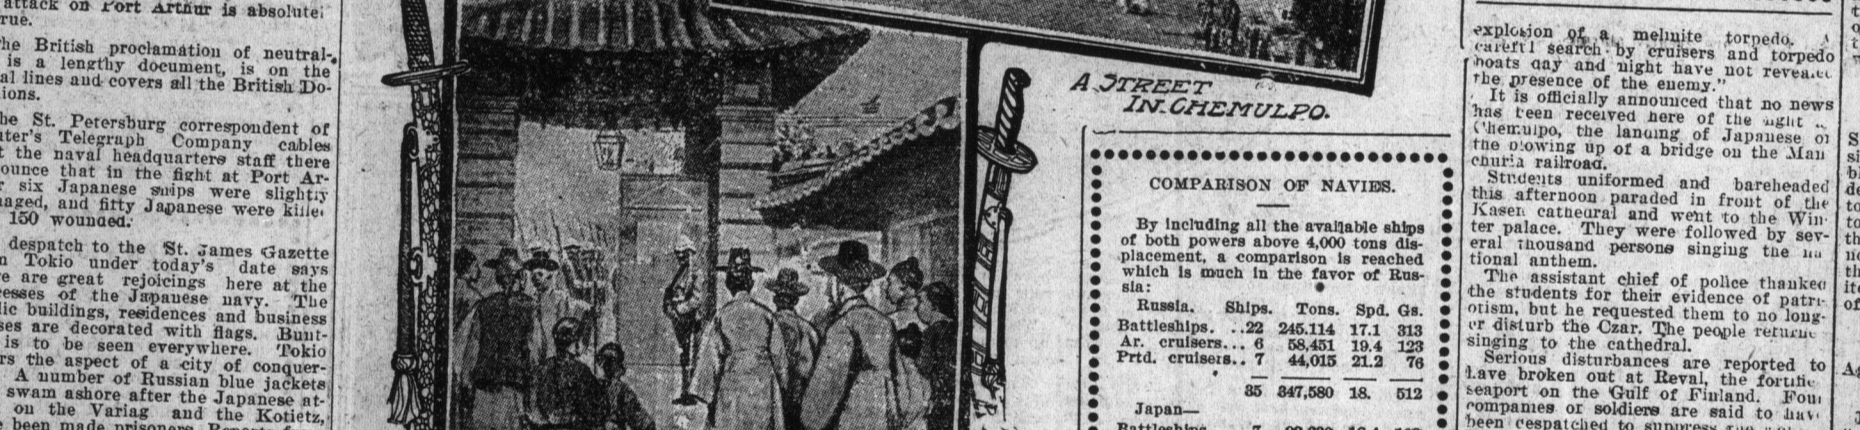 attack on Port Arthur is absolutel
rue.
he British proclamation of neutral-
is a lengthy document, is on the
al lines and covers all the British Do-
ions.
he St. Petersburg correspondent of
ter's Telegraph Company cables
t the naval headquarters staff there
ounce that in the fight at Port Ar-
r six Japanese ships were slightly
aged, and fifty Japanese were kille
150 wounded.
despatch to the St. James Gazette
n Tokio under today's date says
e are great rejoicings here at the
esses of the Japanese navy. The
lic buildings, residences and business
ses are decorated with flags. Bunt-
is to be seen everywhere. Tokio
rs the aspect of a city of conquer-
A number of Russian blue jackets
swam ashore after the Japanese at-
on the Variag and the Kotietz,
been made prisoners.
A STREET
IN CHEMULPO.
COMPARISON OF NAVIES.
By including all the available ships
of both powers above 4,000 tons dis-
placement, a comparison is reached
which is much in the favor of Rus-
sia:
Russia. Ships. Tons. Spd. Gs.
Battleships. ..22 245.114 17.1 313
Ar. cruisers... 6 58,451 19.4 123
Prtd. cruisers.. 7 44,015 21.2 76
35 347,580 18. 512
Japan—
Battleships
explosion of a melinite torpedo. A
careful search by cruisers and torpedo
boats day and night have not reveale
the presence of the enemy."
It is officially announced that no news
has been received here of the fight
Chemulpo, the landing of Japanese or
the blowing up of a bridge on the Man
churia railroad.
Students uniformed and bareheaded
this afternoon paraded in front of the
Kasen cathedral and went to the Win-
ter palace. They were followed by sev-
eral thousand persons singing the na
tional anthem.
The assistant chief of police thanked
the students for their evidence of patri-
otism, but he requested them to no long-
er disturb the Czar. The people returne
singing to the cathedral.
Serious disturbances are reported to
have broken out at Reval, the fortifie
seaport on the Gulf of Finland. Four
companies of soldiers are said to have
been despatched to suppress